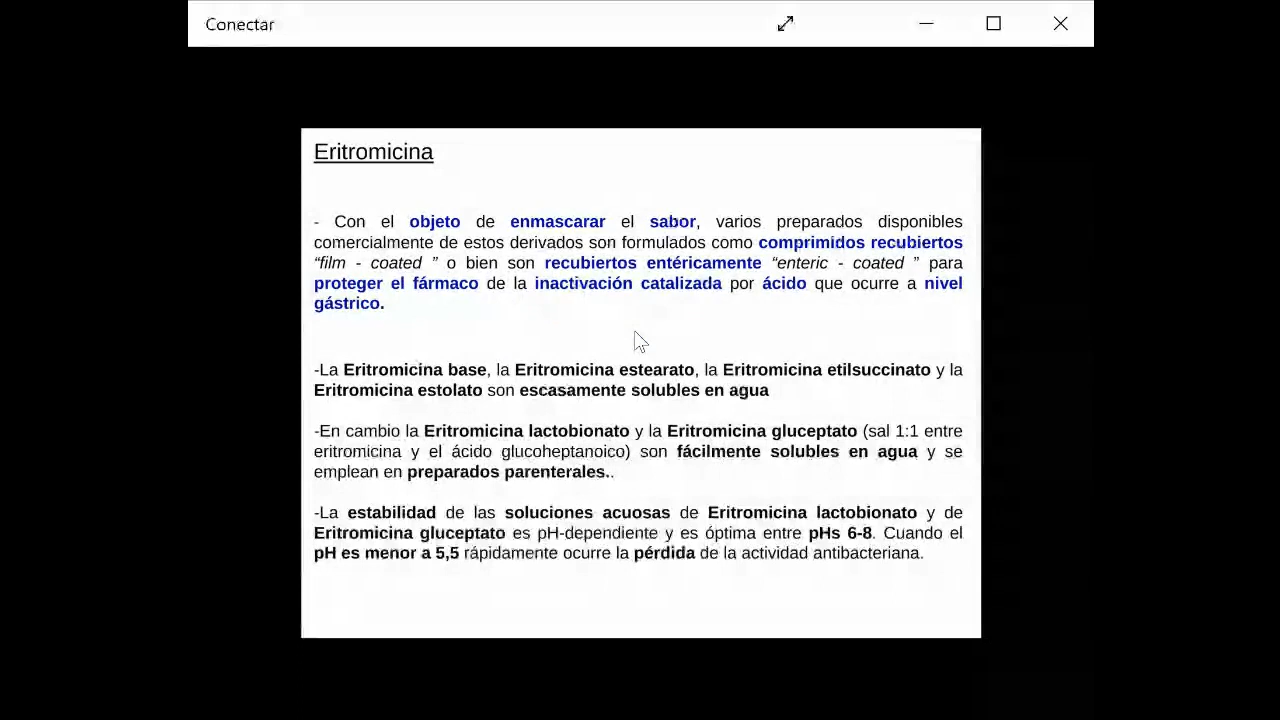 Conectar
Eritromicina
- Con el objeto de enmascarar el sabor, varios preparados disponibles
comercialmente de estos derivados son formulados como comprimidos recubiertos
“film - coated ” o bien son recubiertos entéricamente “enteric - coated ” para
proteger el fármaco de la inactivación catalizada por ácido que ocurre a nivel
gástrico.
-La Eritromicina base, la Eritromicina estearato, la Eritromicina etilsuccinato y la
Eritromicina estolato son escasamente solubles en agua
-En cambio la Eritromicina lactobionato y la Eritromicina gluceptato (sal 1:1 entre
eritromicina y el ácido glucoheptanoico) son fácilmente solubles en agua y se
emplean en preparados parenterales..
-La estabilidad de las soluciones acuosas de Eritromicina lactobionato y de
Eritromicina gluceptato es pH-dependiente y es óptima entre pHs 6-8. Cuando el
pH es menor a 5,5 rápidamente ocurre la pérdida de la actividad antibacteriana.